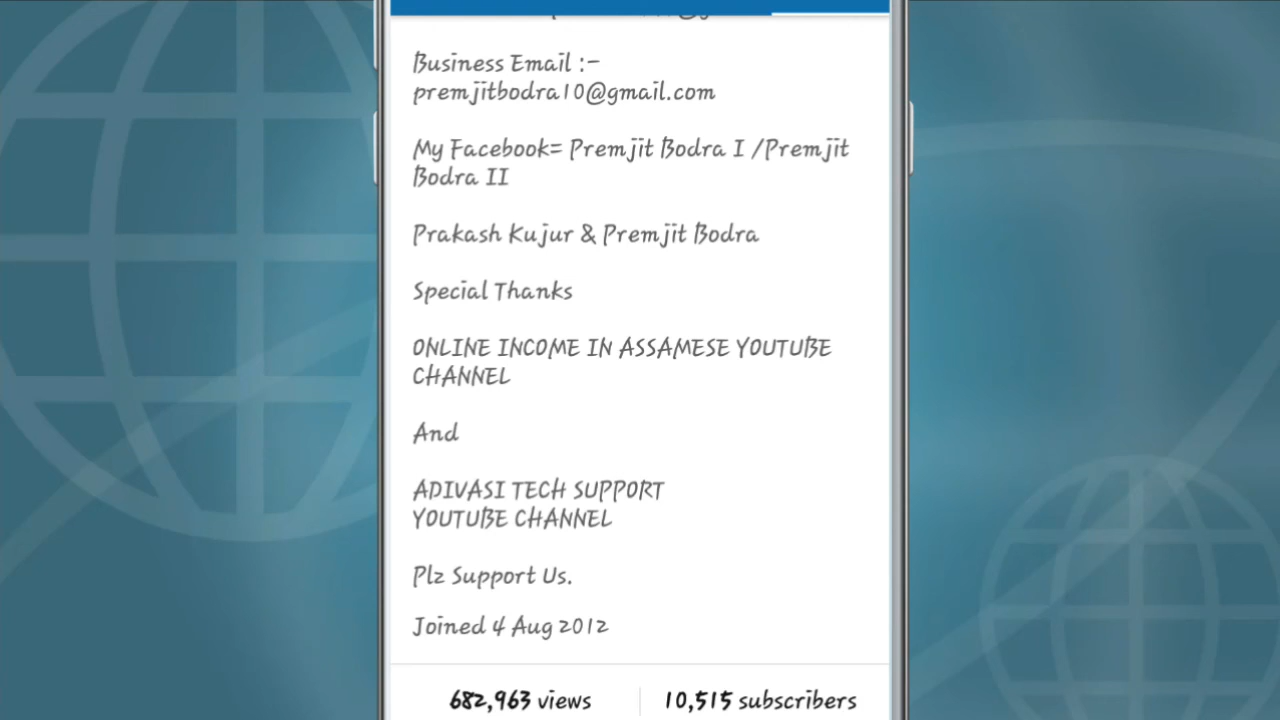 Business Email :-
premjitbodra10@gmail.com
My Facebook= Premjit Bodra I /Premjit
Bodra II
Prakash Kujur & Premjit Bodra
Special Thanks
ONLINE INCOME IN ASSAMESE YOUTUBE
CHANNEL
And
ADIVASI TECH SUPPORT
YOUTUBE CHANNEL
Plz Support Us.
Joined 4 Aug 2012
682,963 views 10,515 subscribers